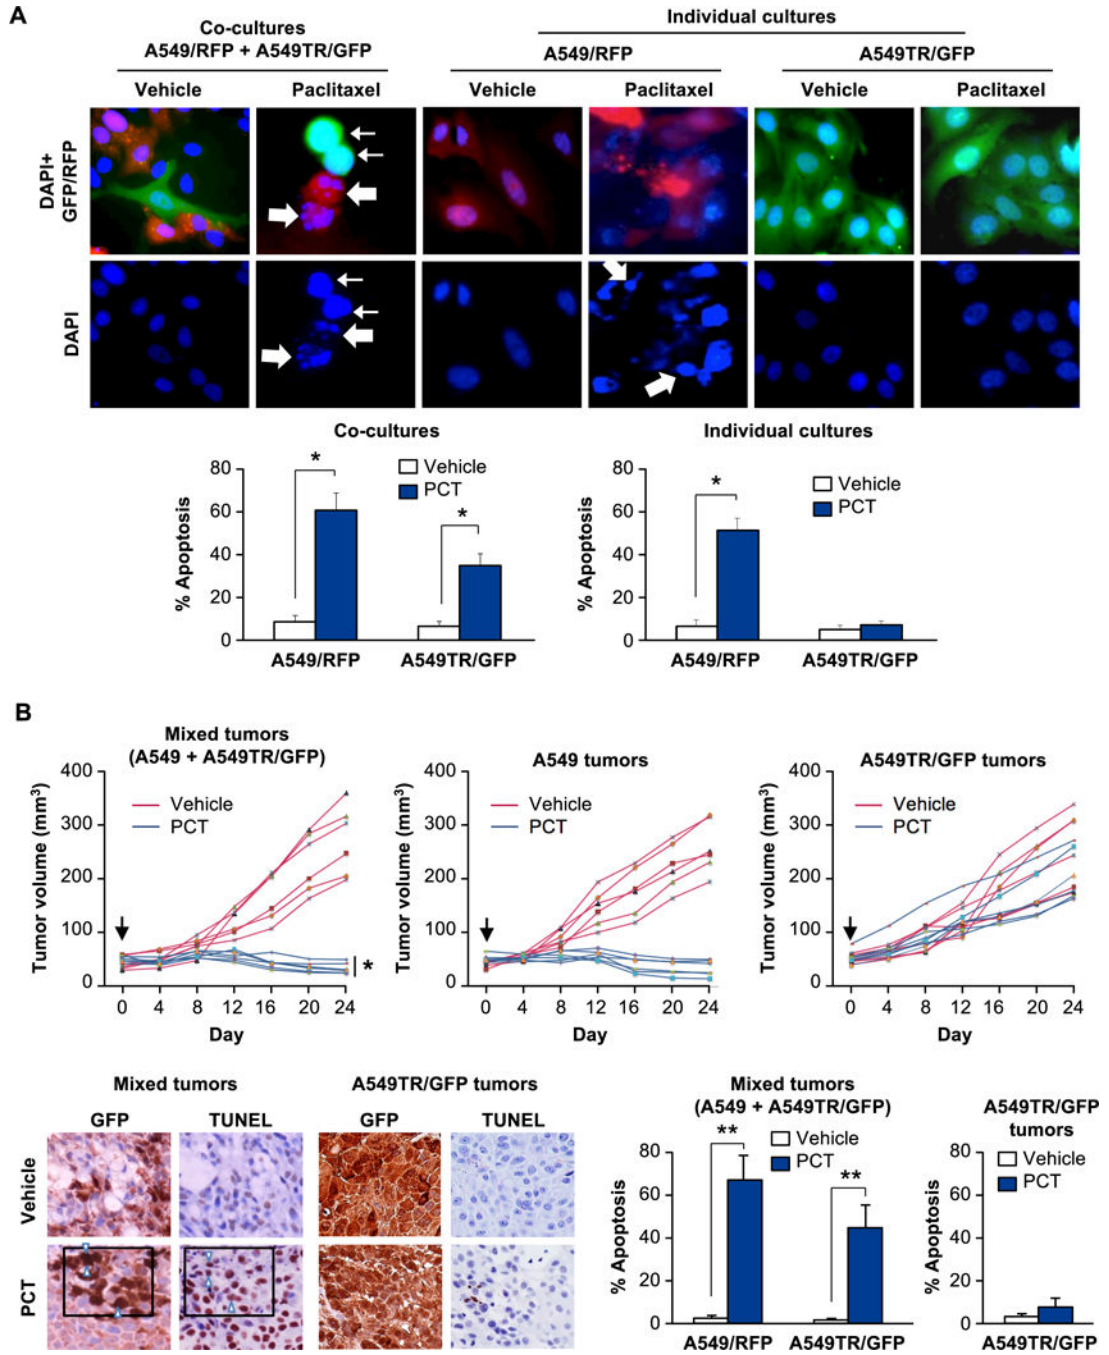 A
Co-cultures
A549/RFP + A549TR/GFP
Individual cultures
A549/RFP
A549TR/GFP
Vehicle
Paclitaxel
Vehicle
Paclitaxel
Vehicle
Paclitaxel
DAPI+
GFP/RFP
DAPI
Co-cultures
% Apoptosis
80
60
40
20
0
*
*
Vehicle
PCT
A549/RFP
A549TR/GFP
Individual cultures
% Apoptosis
80
60
40
20
0
*
Vehicle
PCT
A549/RFP
A549TR/GFP
B
Mixed tumors
(A549 + A549TR/GFP)
Tumor volume (mm³)
400
300
200
100
0
Vehicle
PCT
*
0 4 8 12 16 20 24
Day
A549 tumors
Tumor volume (mm³)
400
300
200
100
0
Vehicle
PCT
0 4 8 12 16 20 24
Day
A549TR/GFP tumors
Tumor volume (mm³)
400
300
200
100
0
Vehicle
PCT
0 4 8 12 16 20 24
Day
Mixed tumors
GFP
TUNEL
A549TR/GFP tumors
GFP
TUNEL
Vehicle
PCT
Mixed tumors
(A549 + A549TR/GFP)
% Apoptosis
80
60
40
20
0
**
**
Vehicle
PCT
A549/RFP
A549TR/GFP
A549TR/GFP
tumors
% Apoptosis
80
60
40
20
0
Vehicle
PCT
A549TR/GFP